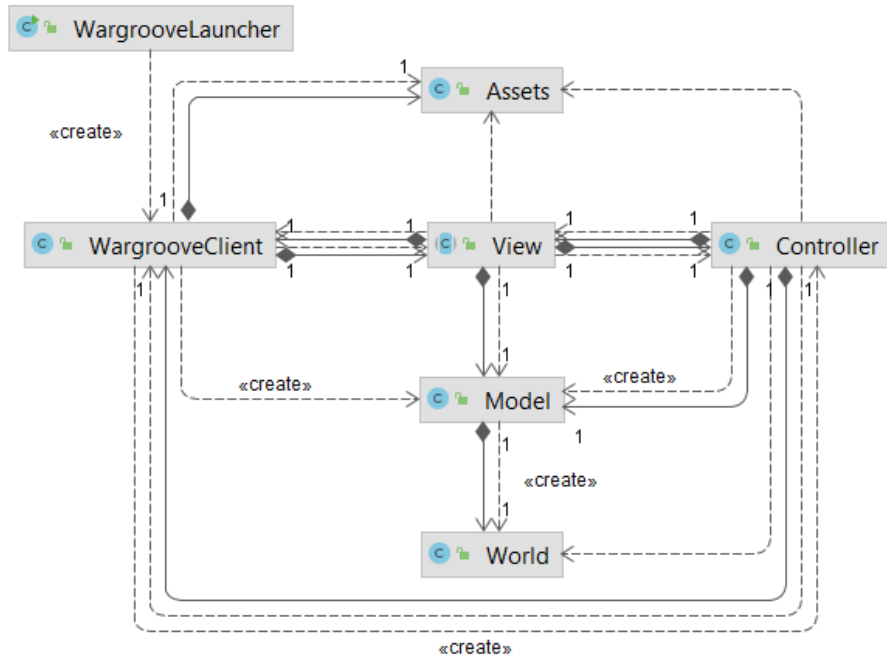 WargrooveLauncher
1
Assets
«create»
1
WargrooveClient
1
1
View
1
1
Controller
1
1
1
1
1
1
1
1
«create»
1
«create»
Model
1
1
«create»
1
World
«create»